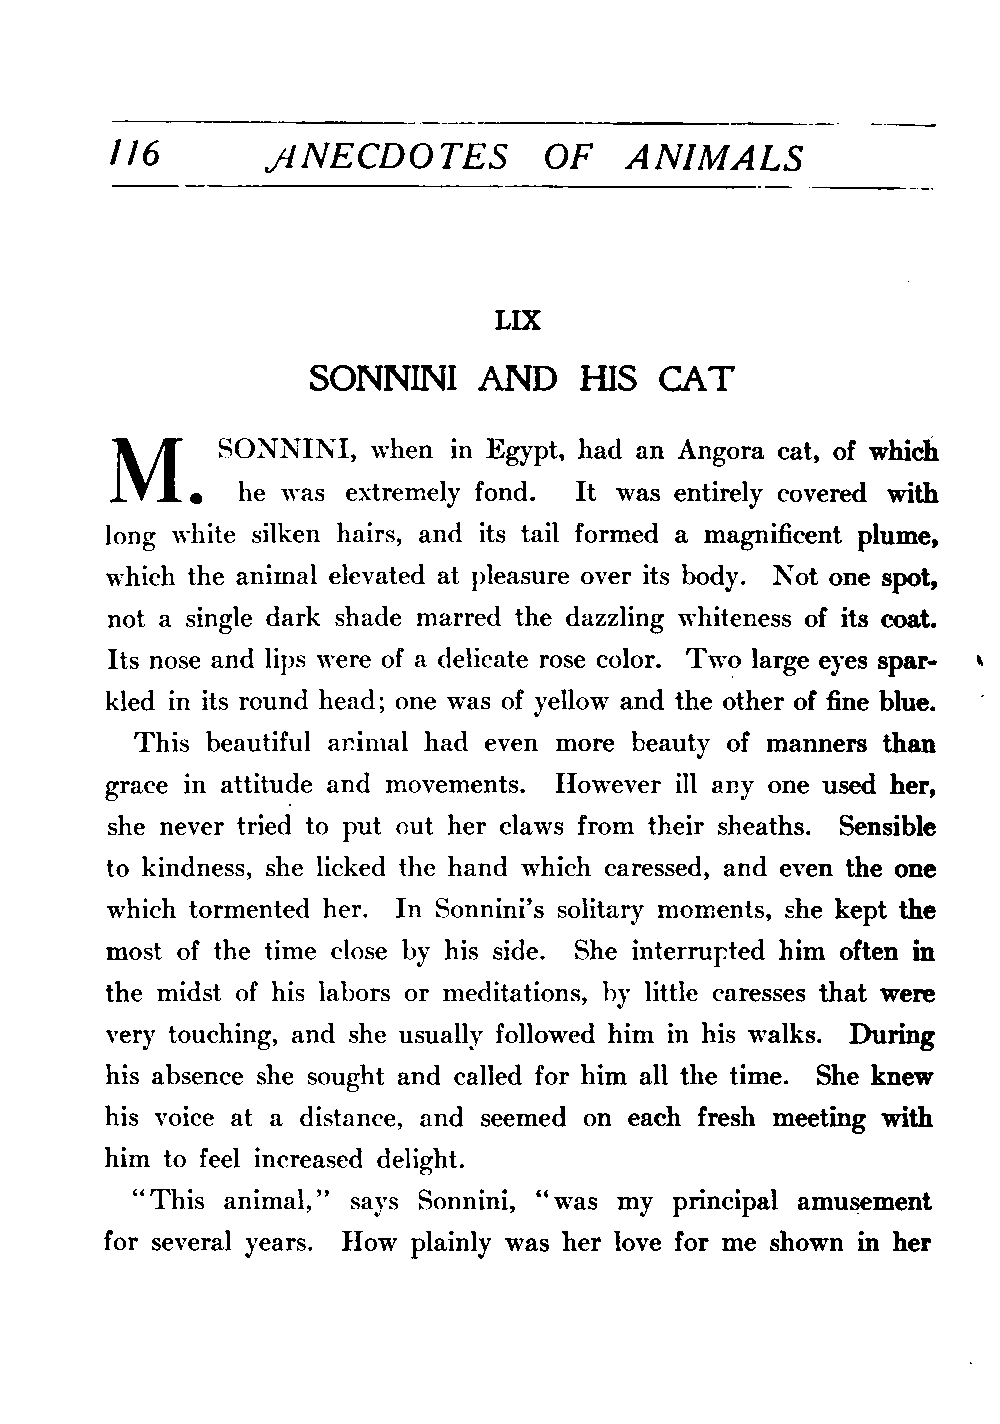 116 ANECDOTES OF ANIMALS
LIX
SONNINI AND HIS CAT
M. SONNINI, when in Egypt, had an Angora cat, of which
he was extremely fond. It was entirely covered with
long white silken hairs, and its tail formed a magnificent plume,
which the animal elevated at pleasure over its body. Not one spot,
not a single dark shade marred the dazzling whiteness of its coat.
Its nose and lips were of a delicate rose color. Two large eyes spar-
kled in its round head; one was of yellow and the other of fine blue.
This beautiful animal had even more beauty of manners than
grace in attitude and movements. However ill any one used her,
she never tried to put out her claws from their sheaths. Sensible
to kindness, she licked the hand which caressed, and even the one
which tormented her. In Sonnini's solitary moments, she kept the
most of the time close by his side. She interrupted him often in
the midst of his labors or meditations, by little caresses that were
very touching, and she usually followed him in his walks. During
his absence she sought and called for him all the time. She knew
his voice at a distance, and seemed on each fresh meeting with
him to feel increased delight.
"This animal," says Sonnini, "was my principal amusement
for several years. How plainly was her love for me shown in her